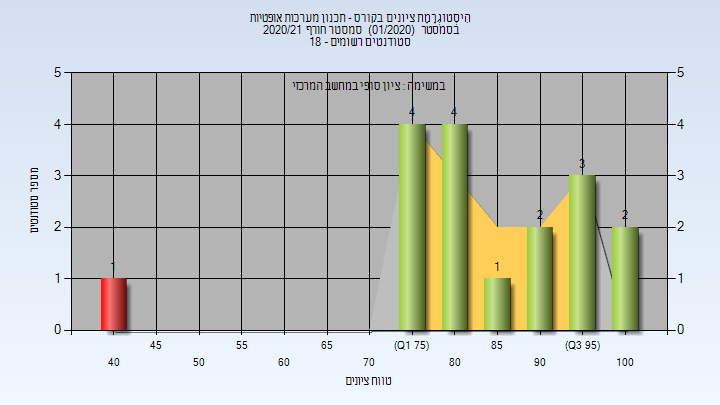 היסטוגרמת ציונים בקורס - תכנון מערכות אופטיות
בסמסטר (01/2020) סמסטר חורף 2020/21
סטודנטים רשומים - 18
במשימה : ציון סופי במחשב המרכזי
מספר סטודנטים
5 5
4 4
3 3
2 2
1 1
0 0
1 4 4 1 2 3 2
45 55 65 (Q1 75) 85 (Q3 95)
40 50 60 70 80 90 100
טווח ציונים